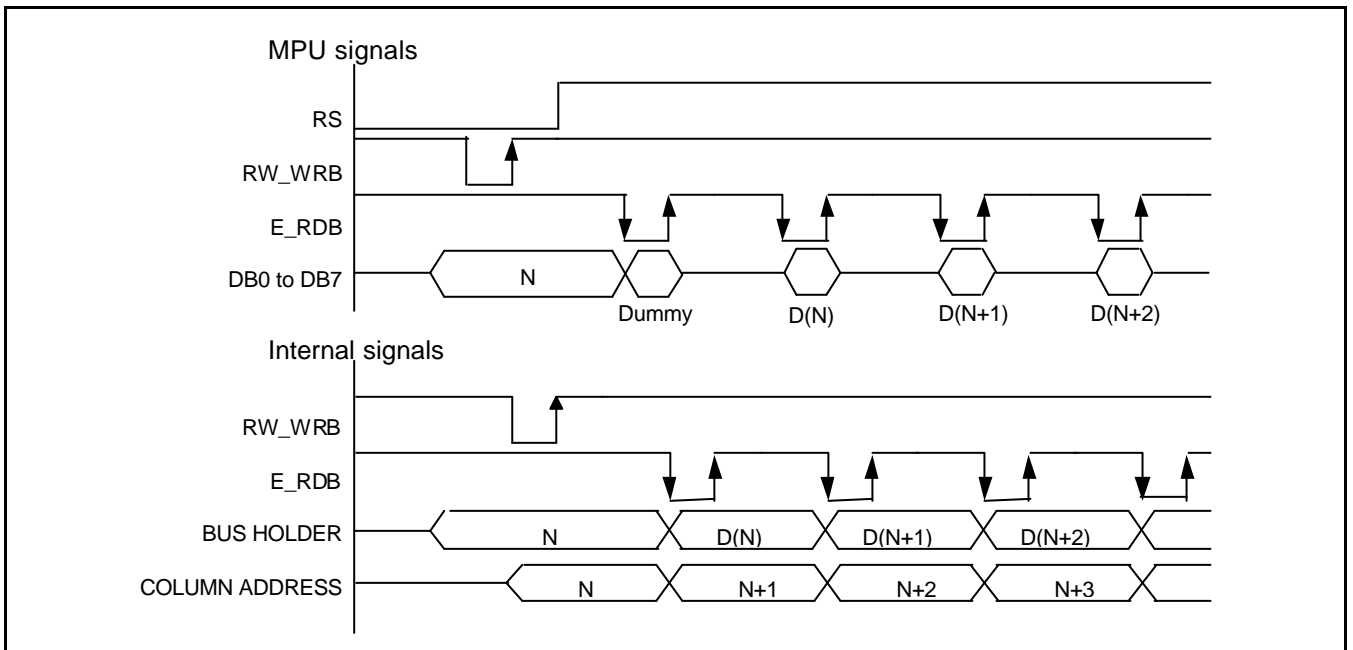 MPU signals
RS
RW_WRB
E_RDB
DB0 to DB7
N
Dummy
D(N)
D(N+1)
D(N+2)
Internal signals
RW_WRB
E_RDB
BUS HOLDER
N
D(N)
D(N+1)
D(N+2)
COLUMN ADDRESS
N
N+1
N+2
N+3